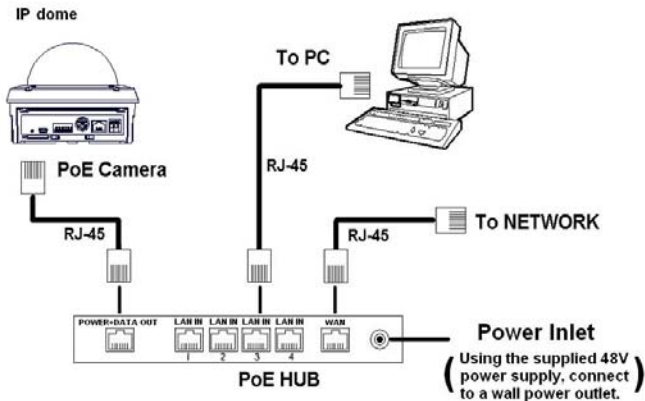 IP dome
To PC
PoE Camera
RJ-45
RJ-45
RJ-45
To NETWORK
POWER+DATA OUT
LAN IN
LAN IN
LAN IN
LAN IN
WAN
1
2
3
4
PoE HUB
Power Inlet
(Using the supplied 48V
power supply, connect
to a wall power outlet.)